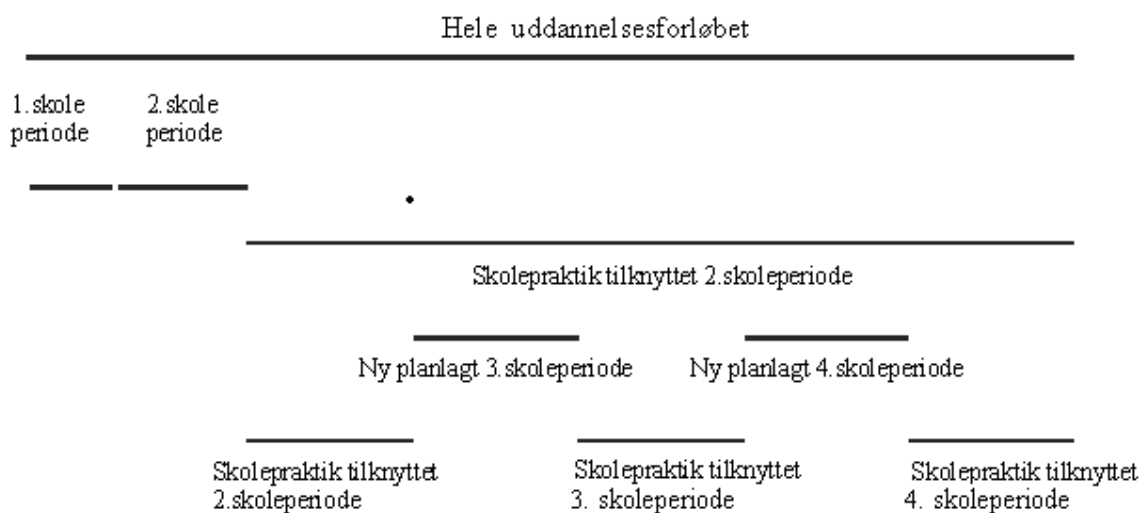 Hele uddannelsesforløbet
1.skole 2.skole
periode periode
Skolepraktik tilknyttet 2.skoleperiode
Ny planlagt 3.skoleperiode Ny planlagt 4.skoleperiode
Skolepraktik tilknyttet Skolepraktik tilknyttet Skolepraktik tilknyttet
2.skoleperiode 3. skoleperiode 4. skoleperiode